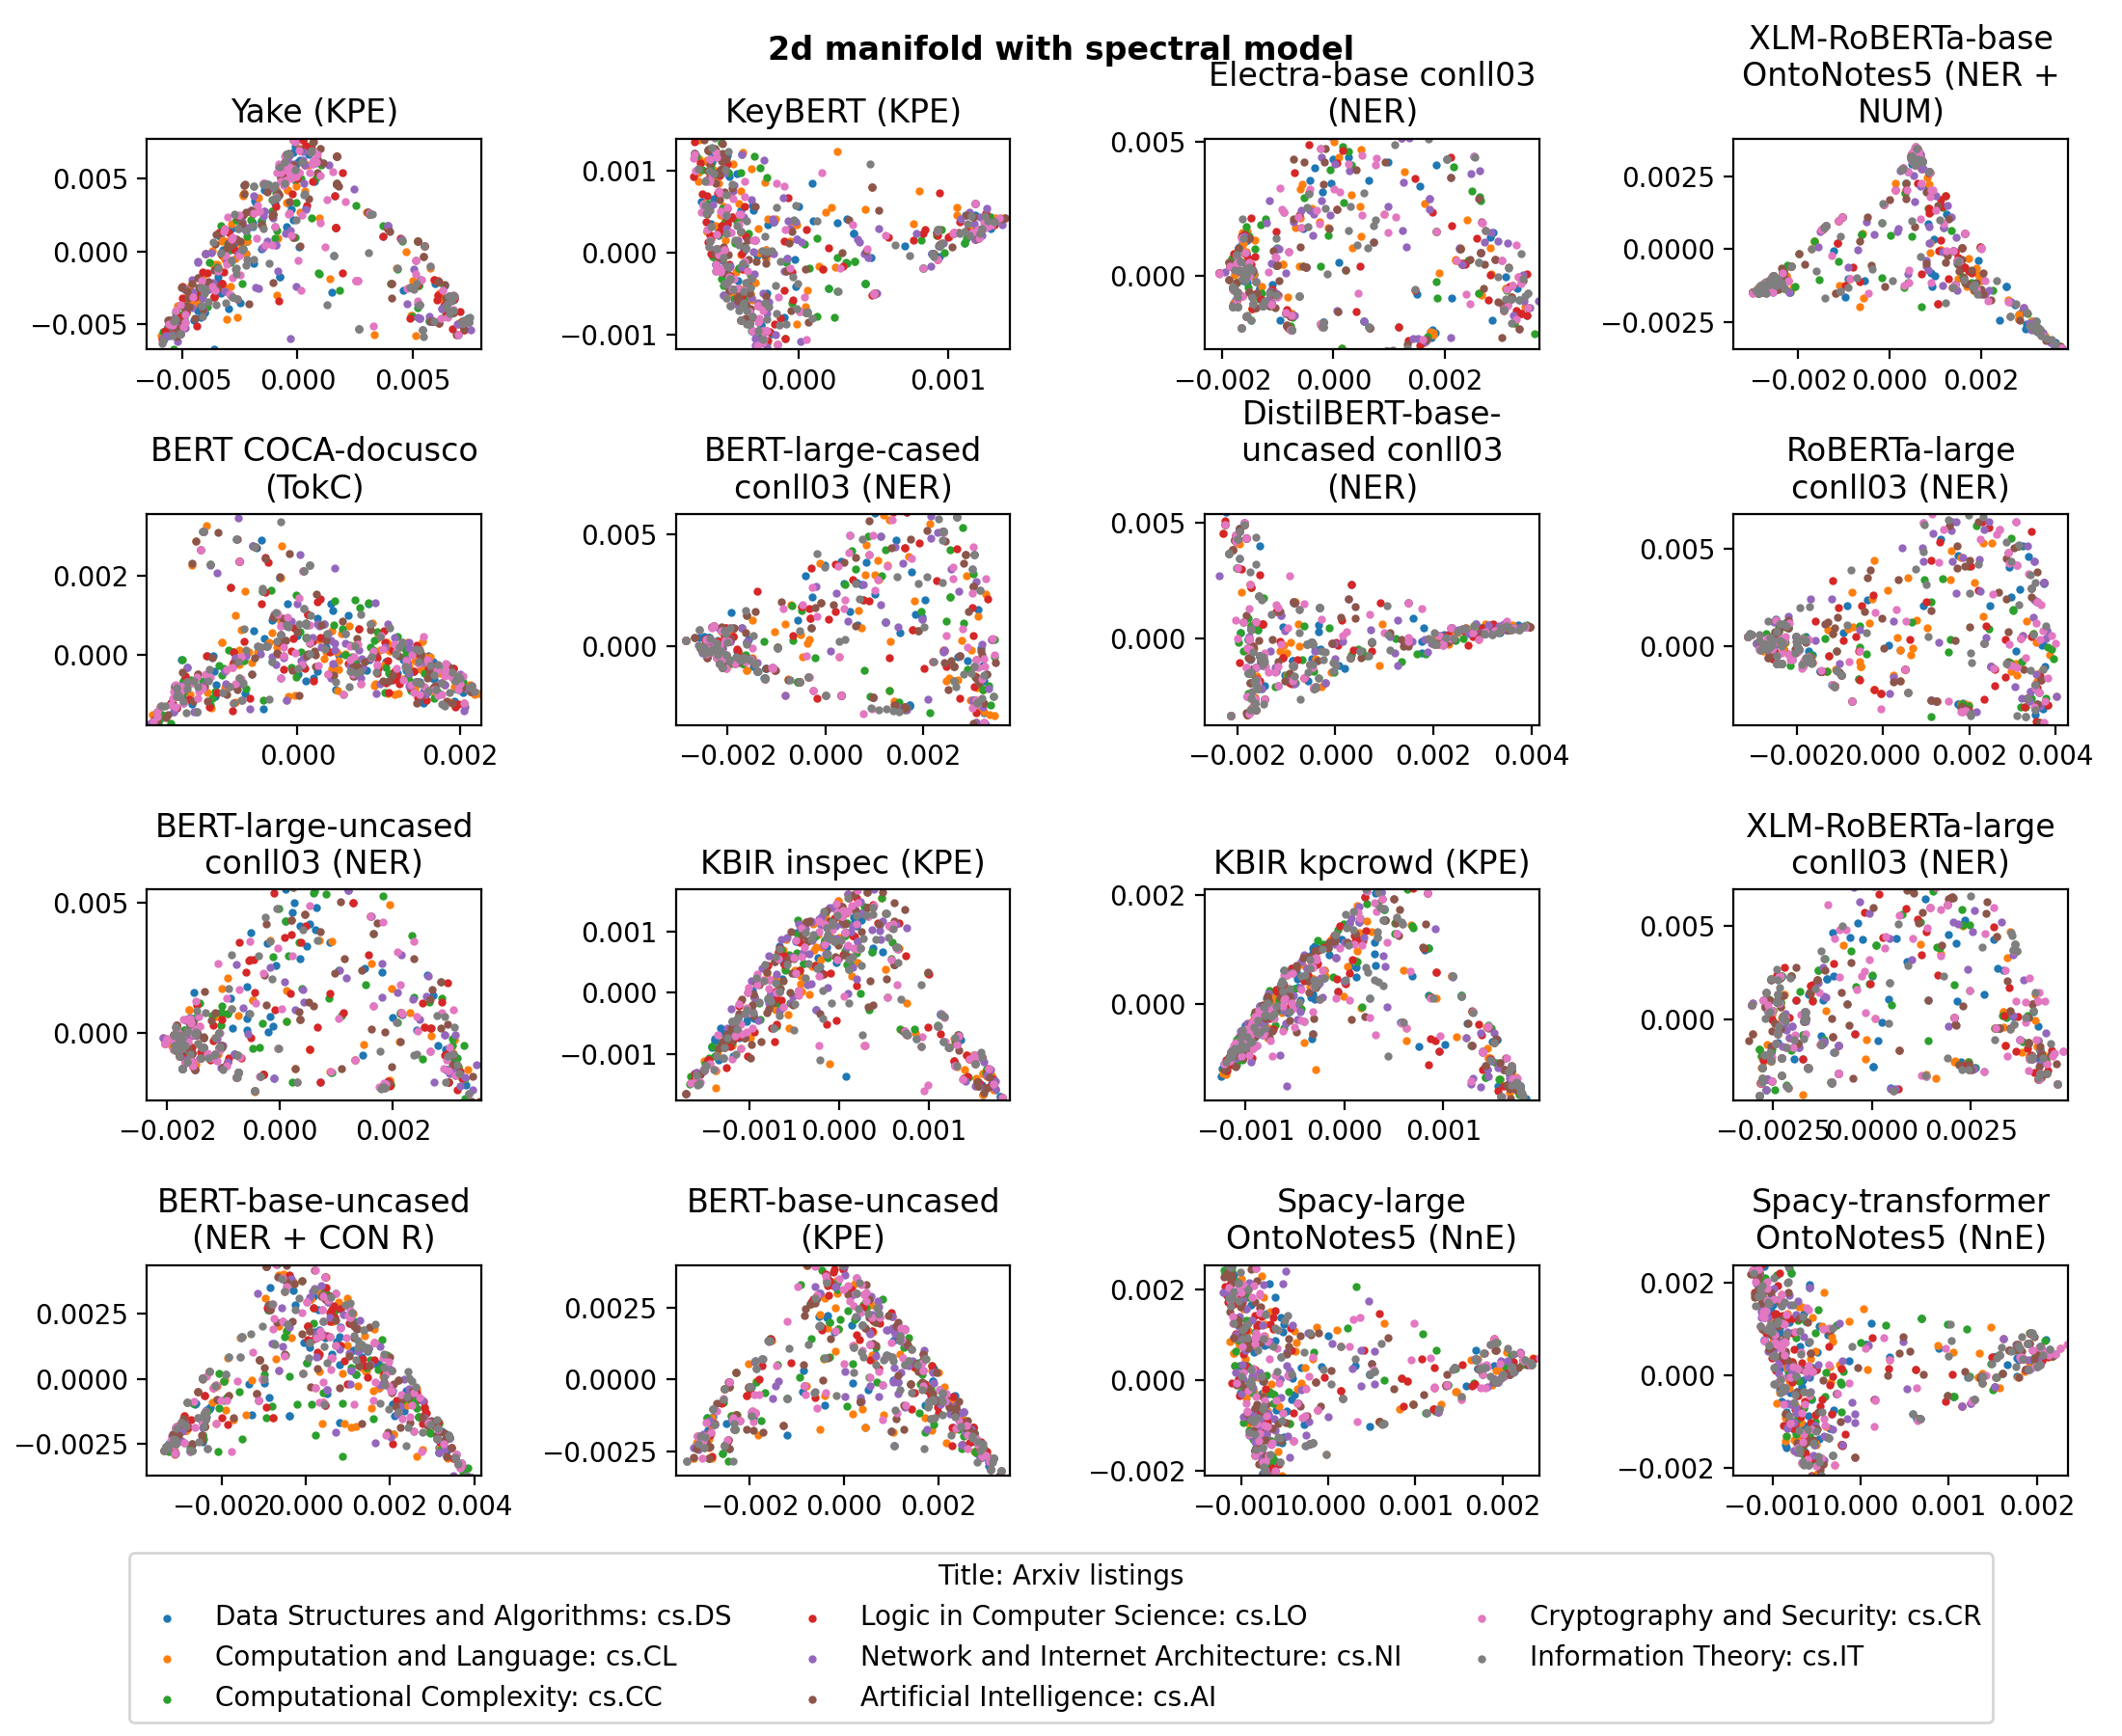 2d manifold with spectral model
Yake (KPE)
KeyBERT (KPE)
Electra-base conll03
(NER)
XLM-RoBERTa-base
OntoNotes5 (NER +
NUM)
0.005
0.000
−0.005
−0.005 0.000 0.005
0.001
0.000
−0.001
0.000 0.001
0.005
0.000
−0.002 0.000 0.002
0.0025
0.0000
−0.0025
−0.002 0.000 0.002
BERT COCA-docusco
(TokC)
BERT-large-cased
conll03 (NER)
DistilBERT-base-
uncased conll03
(NER)
RoBERTa-large
conll03 (NER)
0.002
0.000
0.000 0.002
0.005
0.000
−0.002 0.000 0.002
0.005
0.000
−0.002 0.000 0.002 0.004
0.005
0.000
−0.002 0.000 0.002 0.004
BERT-large-uncased
conll03 (NER)
KBIR inspec (KPE)
KBIR kpcrowd (KPE)
XLM-RoBERTa-large
conll03 (NER)
0.005
0.000
−0.002 0.000 0.002
0.001
0.000
−0.001
−0.001 0.000 0.001
0.002
0.000
−0.001 0.000 0.001
0.005
0.000
−0.0025 0.0000 0.0025
BERT-base-uncased
(NER + CON R)
BERT-base-uncased
(KPE)
Spacy-large
OntoNotes5 (NnE)
Spacy-transformer
OntoNotes5 (NnE)
0.0025
0.0000
−0.0025
−0.002 0.000 0.002 0.004
0.0025
0.0000
−0.0025
−0.002 0.000 0.002
0.002
0.000
−0.002
−0.001 0.000 0.001 0.002
0.002
0.000
−0.002
−0.001 0.000 0.001 0.002
Title: Arxiv listings
Data Structures and Algorithms: cs.DS
Computation and Language: cs.CL
Computational Complexity: cs.CC
Logic in Computer Science: cs.LO
Network and Internet Architecture: cs.NI
Artificial Intelligence: cs.AI
Cryptography and Security: cs.CR
Information Theory: cs.IT